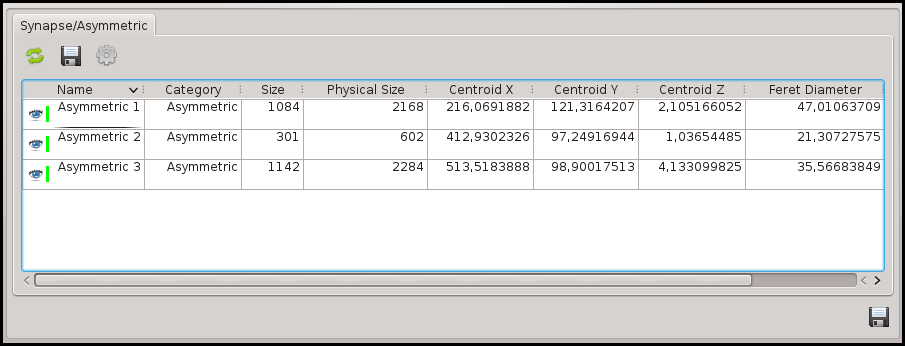 Synapse/Asymmetric
Name Category Size Physical Size Centroid X Centroid Y Centroid Z Feret Diameter
Asymmetric 1 Asymmetric 1084 2168 216,0691882 121,3164207 2,105166052 47,01063709
Asymmetric 2 Asymmetric 301 602 412,9302326 97,24916944 1,03654485 21,30727575
Asymmetric 3 Asymmetric 1142 2284 513,5183888 98,90017513 4,133099825 35,56683849